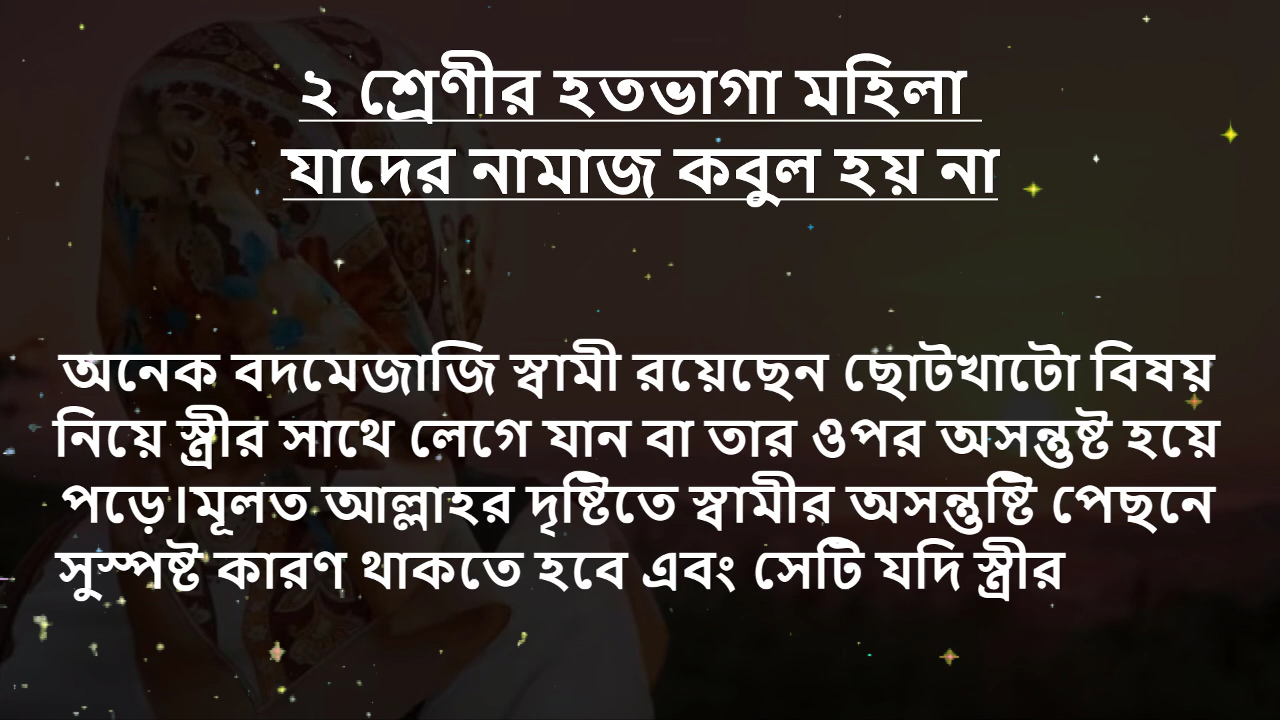 ২ শ্রেণীর হতভাগা মহিলা
যাদের নামাজ কবুল হয় না
অনেক বদমেজাজি স্বামী রয়েছেন ছোটখাটো বিষয়
নিয়ে স্ত্রীর সাথে লেগে যান বা তার ওপর অসন্তুষ্ট হয়ে
পড়ে।মূলত আল্লাহর দৃষ্টিতে স্বামীর অসন্তুষ্টি পেছনে
সুস্পষ্ট কারণ থাকতে হবে এবং সেটি যদি স্ত্রীর